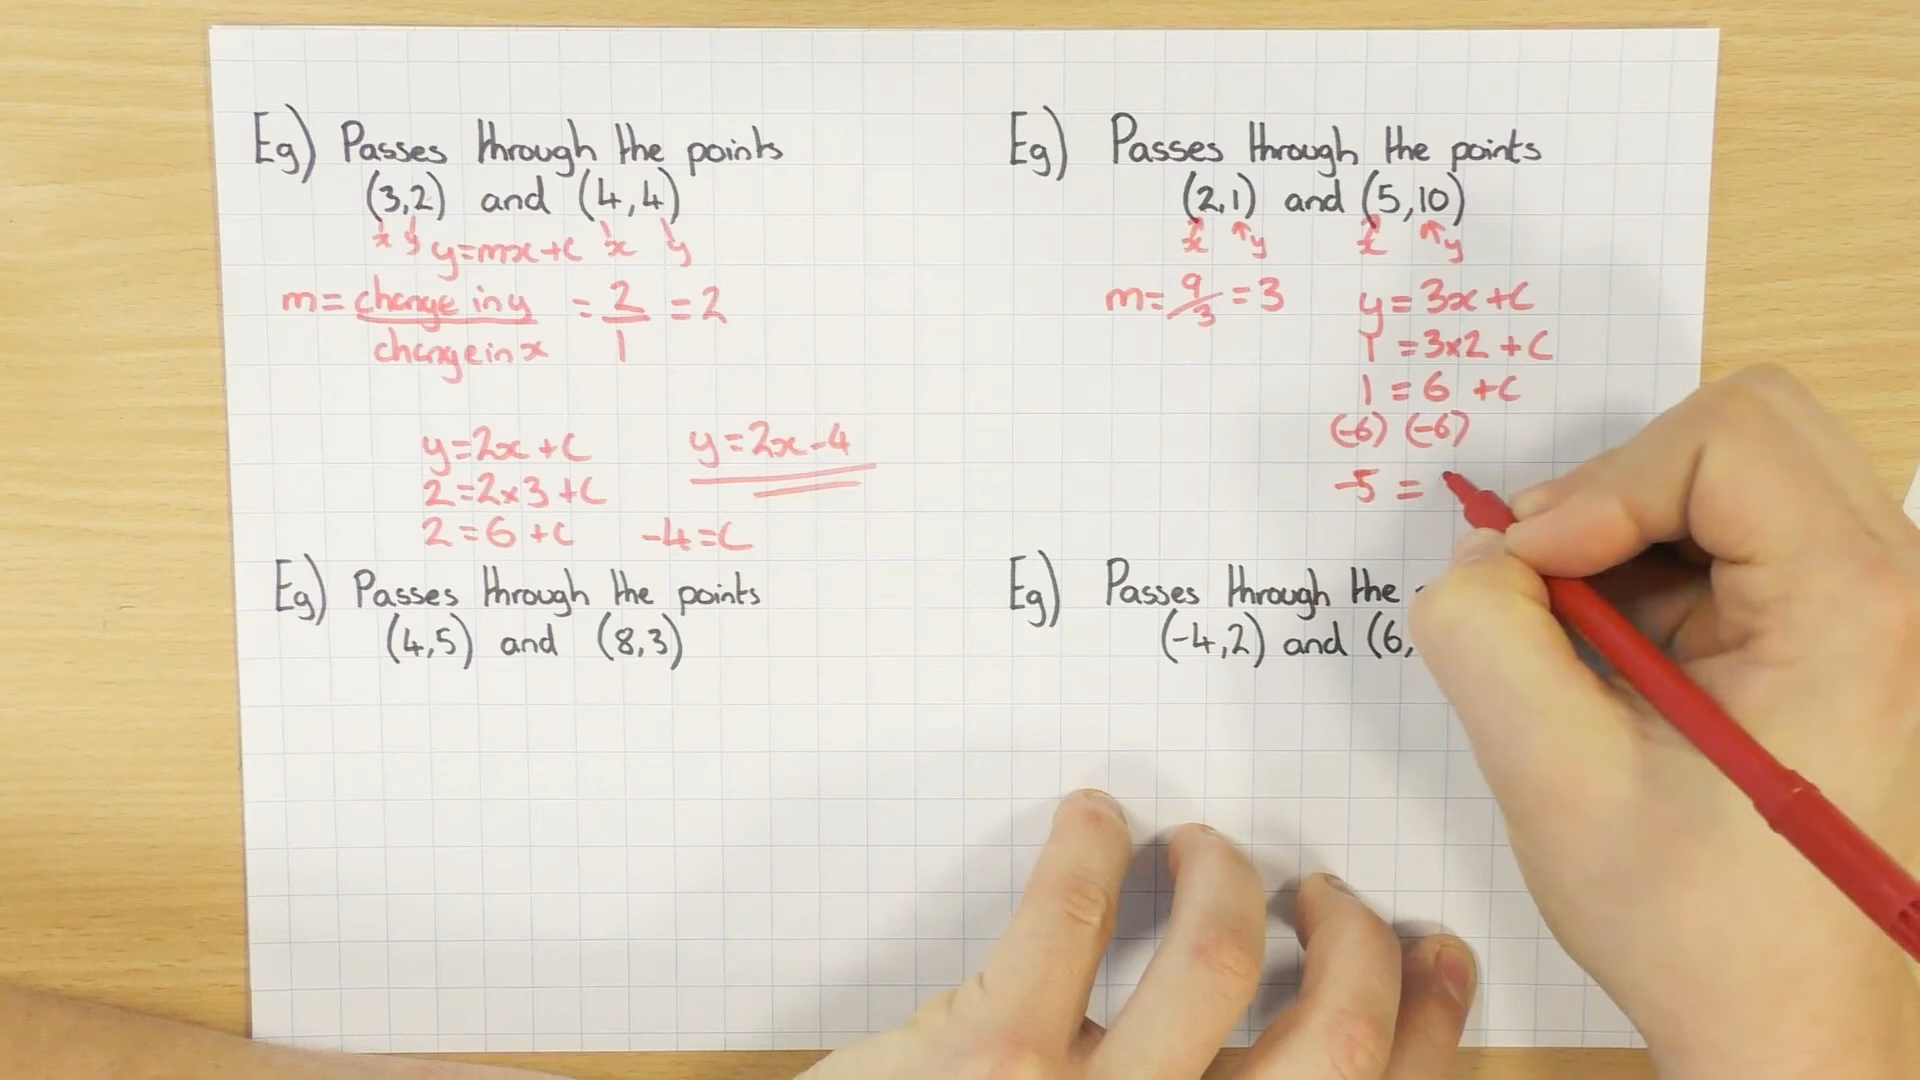 Eg) Passes through the points
(3,2) and (4,4)
x y y=mx+c x y
m= change in y = 2 = 2
change in x 1
y=2x+c y=2x-4
2=2x3+c
2=6+c -4=c
Eg) Passes through the points
(2,1) and (5,10)
x y x y
m= 9/3 = 3 y=3x+c
1=3x2+c
1=6+c
(-6) (-6)
-5 =
Eg) Passes through the points
(4,5) and (8,3)
Eg) Passes through the
(-4,2) and (6,